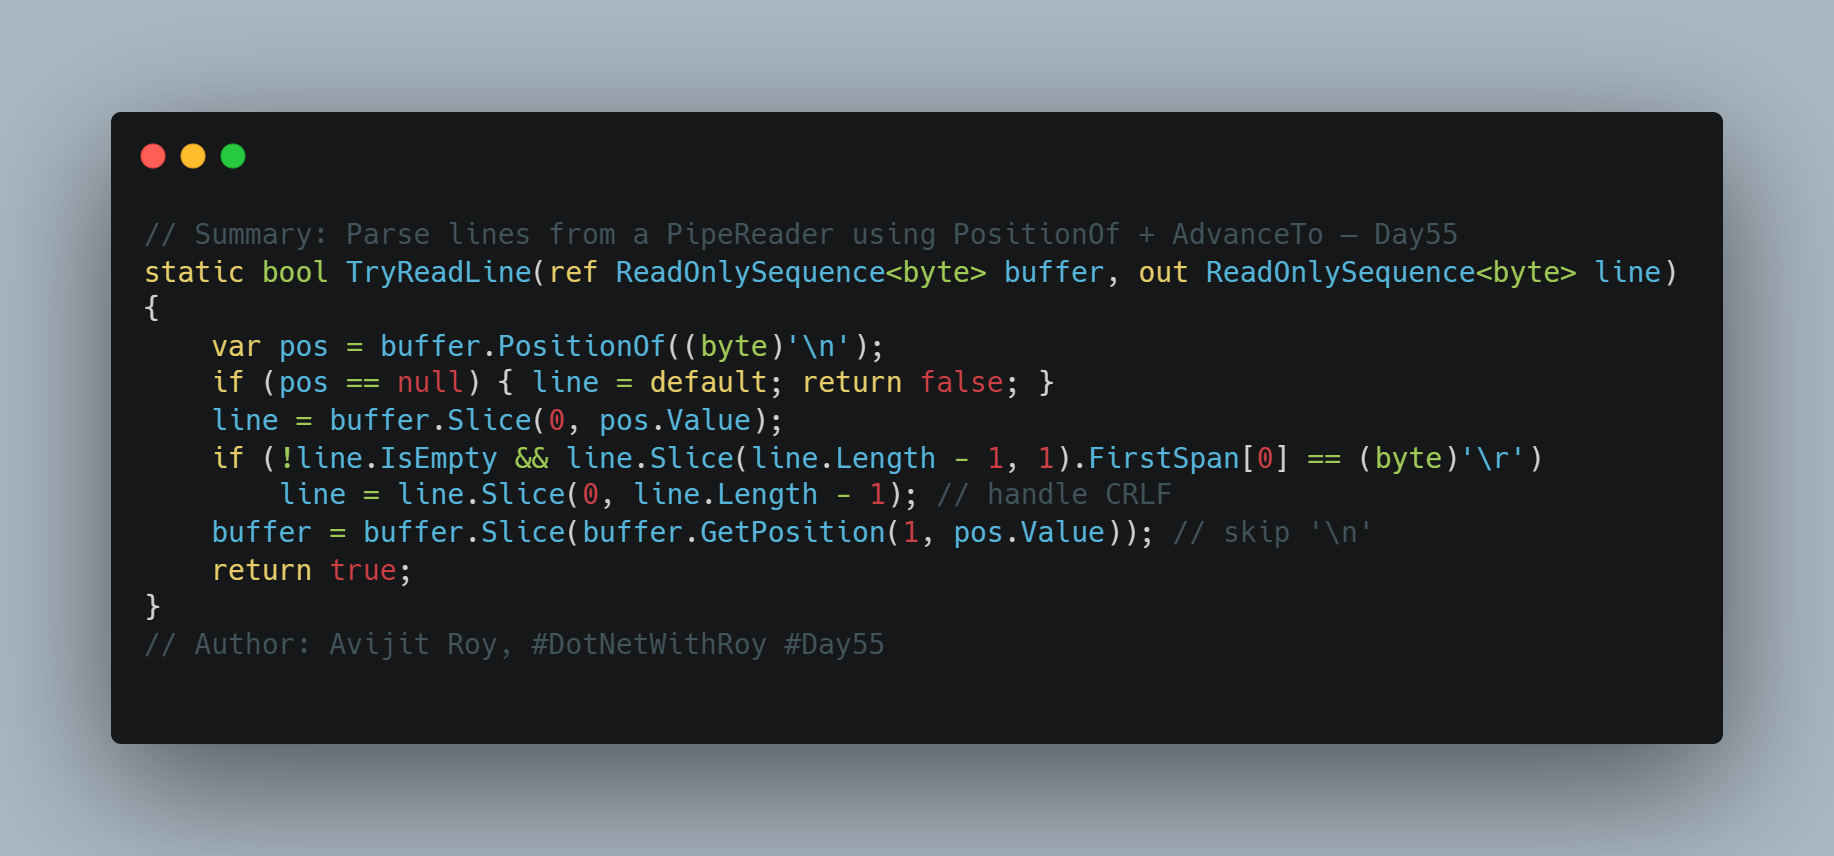 // Summary: Parse lines from a PipeReader using PositionOf + AdvanceTo — Day55
static bool TryReadLine(ref ReadOnlySequence<byte> buffer, out ReadOnlySequence<byte> line)
{
    var pos = buffer.PositionOf((byte)'\n');
    if (pos == null) { line = default; return false; }
    line = buffer.Slice(0, pos.Value);
    if (!line.IsEmpty && line.Slice(line.Length - 1, 1).FirstSpan[0] == (byte)'\r')
        line = line.Slice(0, line.Length - 1); // handle CRLF
    buffer = buffer.Slice(buffer.GetPosition(1, pos.Value)); // skip '\n'
    return true;
}
// Author: Avijit Roy, #DotNetWithRoy #Day55